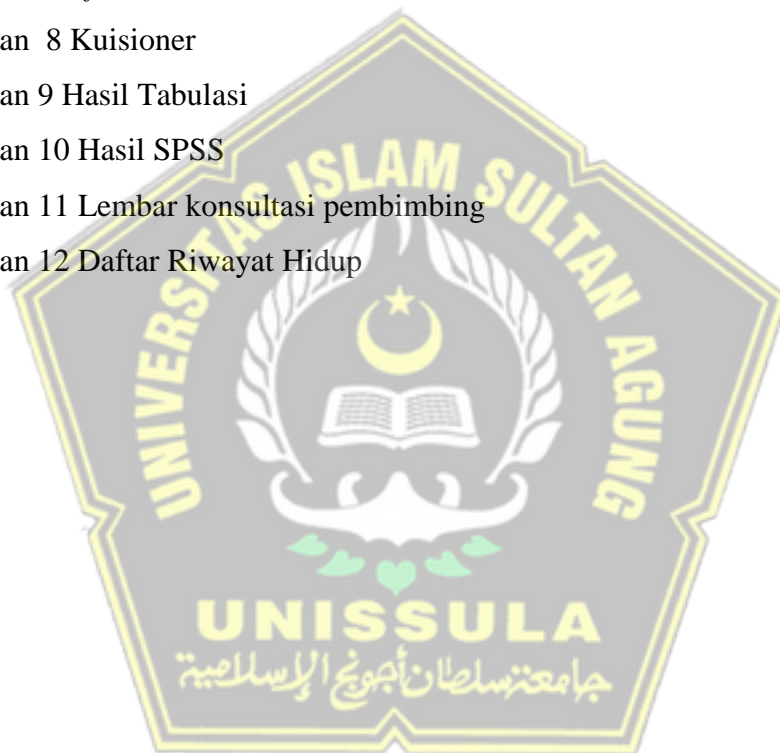 an 8 Kuisioner
an 9 Hasil Tabulasi
an 10 Hasil SPSS
an 11 Lembar konsultasi pembimbing
an 12 Daftar Riwayat Hidup
UNIVERSITAS ISLAM SULTAN AGUNG
UNISSULA
جامعة سلطان أجونج الإسلامية